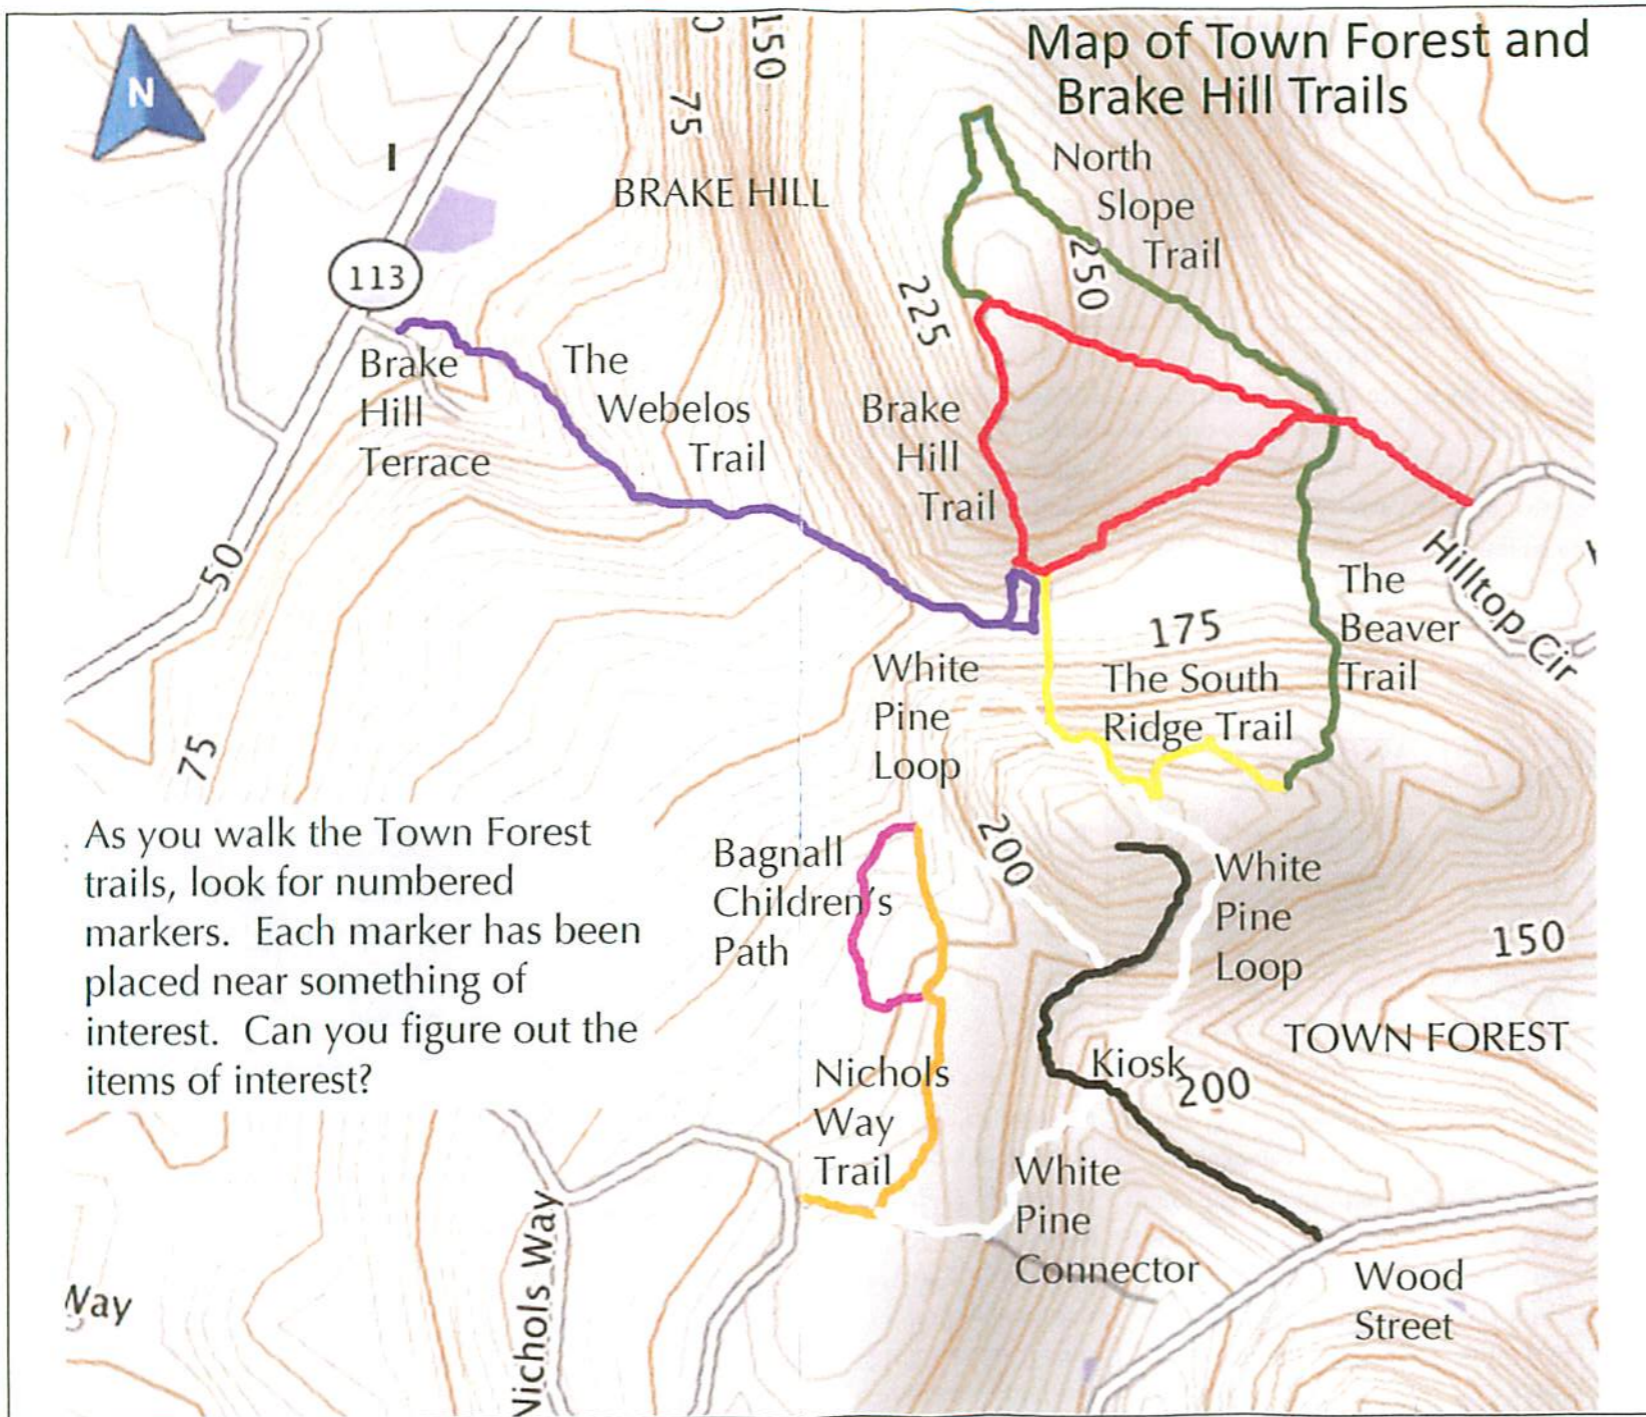 Map of Town Forest and
Brake Hill Trails
N
I
150
75
BRAKE HILL
North
Slope
Trail
113
250
225
Brake
Hill
Terrace
The
Webelos
Trail
Brake
Hill
Trail
50
Hilltop Cir
The
Beaver
Trail
175
The South
Ridge Trail
White
Pine
Loop
75
As you walk the Town Forest
trails, look for numbered
markers. Each marker has been
placed near something of
interest. Can you figure out the
items of interest?
Bagnall
Children's
Path
200
White
Pine
Loop
150
TOWN FOREST
Kiosk
200
Nichols
Way
Trail
White
Pine
Connector
Nichols Way
Way
Wood
Street